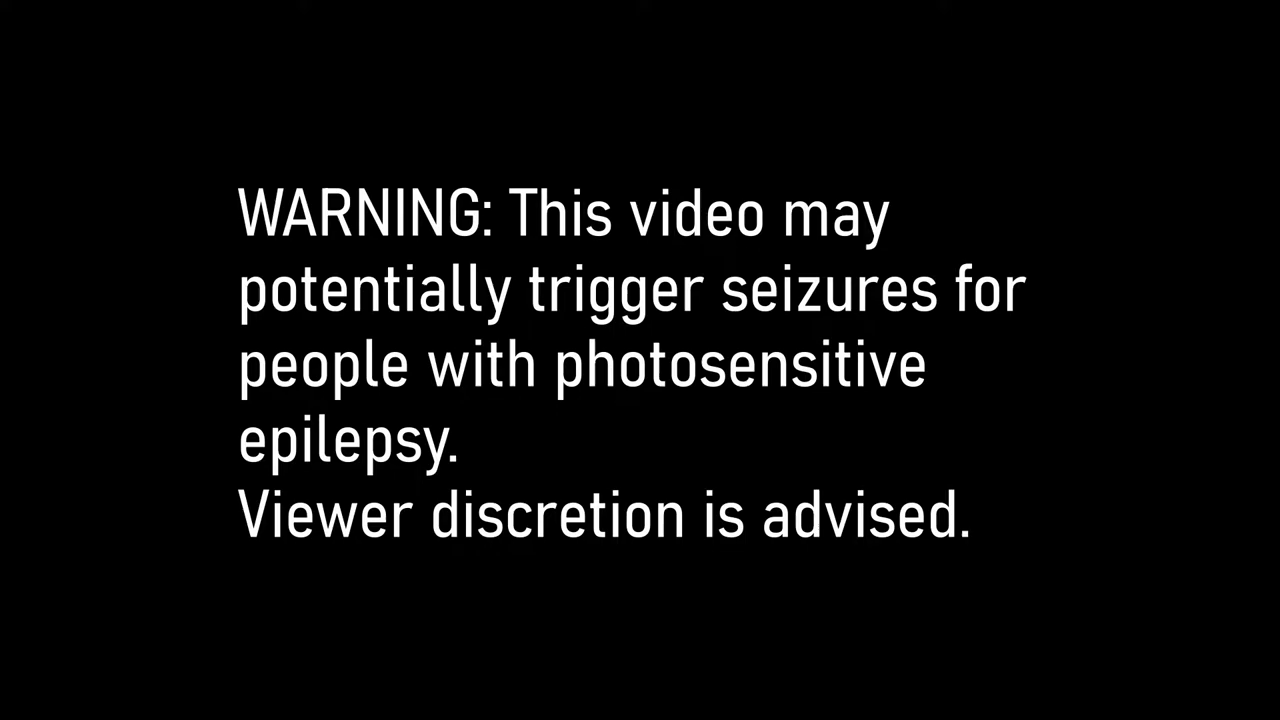 WARNING: This video may
potentially trigger seizures for
people with photosensitive
epilepsy.
Viewer discretion is advised.